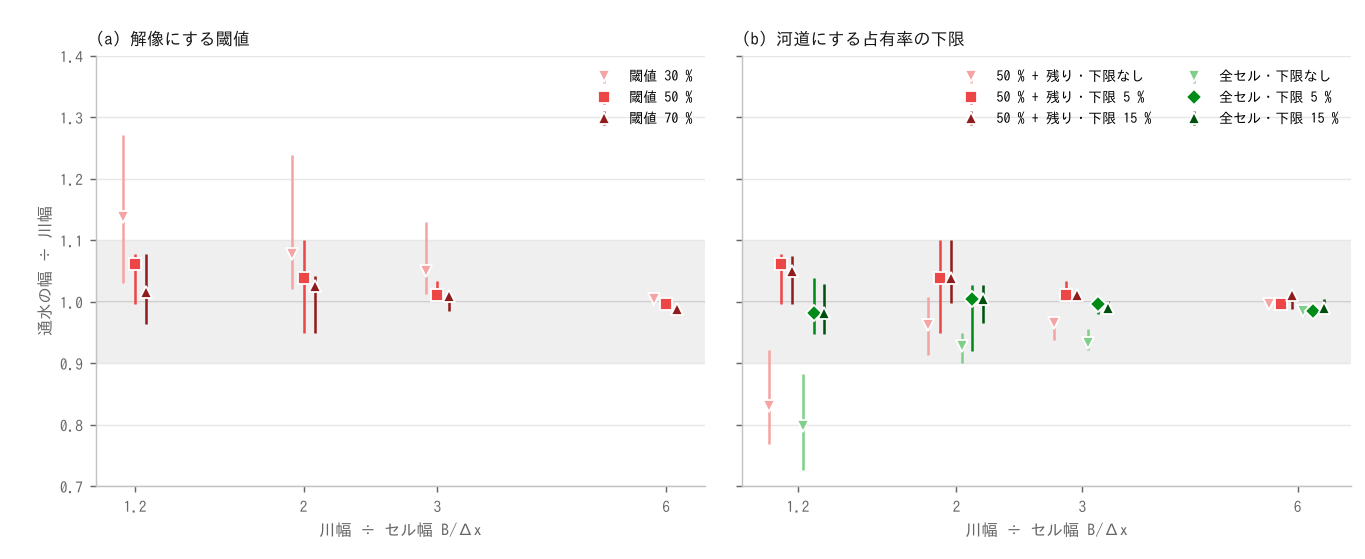 (a) 解像にする閾値
(b) 河道にする占有率の下限
閾値 30 %
閾値 50 %
閾値 70 %
50 % + 残り・下限なし
50 % + 残り・下限 5 %
50 % + 残り・下限 15 %
全セル・下限なし
全セル・下限 5 %
全セル・下限 15 %
通水の幅 ÷ 川幅
1.4
1.3
1.2
1.1
1.0
0.9
0.8
0.7
1.2
2
3
6
川幅 ÷ セル幅 B/Δx
1.2
2
3
6
川幅 ÷ セル幅 B/Δx